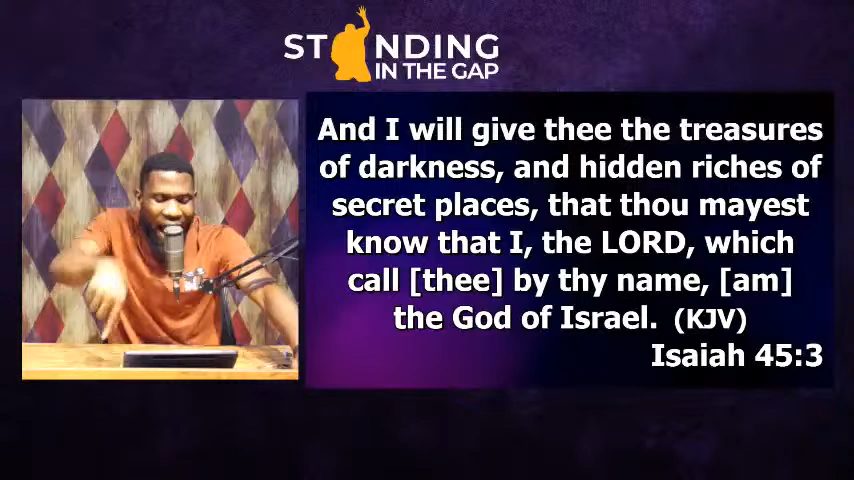 ST NDING
IN THE GAP
And I will give thee the treasures
of darkness, and hidden riches of
secret places, that thou mayest
know that I, the LORD, which
call [thee] by thy name, [am]
the God of Israel. (KJV)
Isaiah 45:3